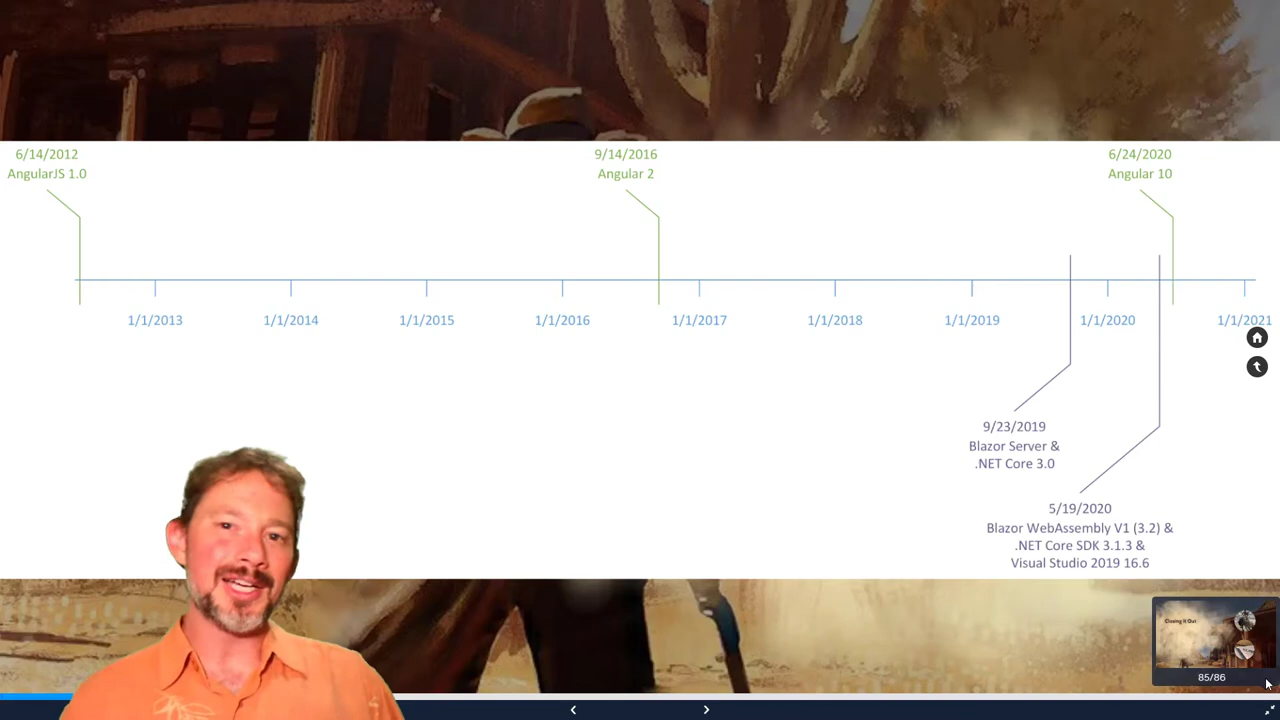 6/14/2012
AngularJS 1.0
9/14/2016
Angular 2
6/24/2020
Angular 10
1/1/2013
1/1/2014
1/1/2015
1/1/2016
1/1/2017
1/1/2018
1/1/2019
1/1/2020
1/1/2021
9/23/2019
Blazor Server &
.NET Core 3.0
5/19/2020
Blazor WebAssembly V1 (3.2) &
.NET Core SDK 3.1.3 &
Visual Studio 2019 16.6
Closing It Out
85/86